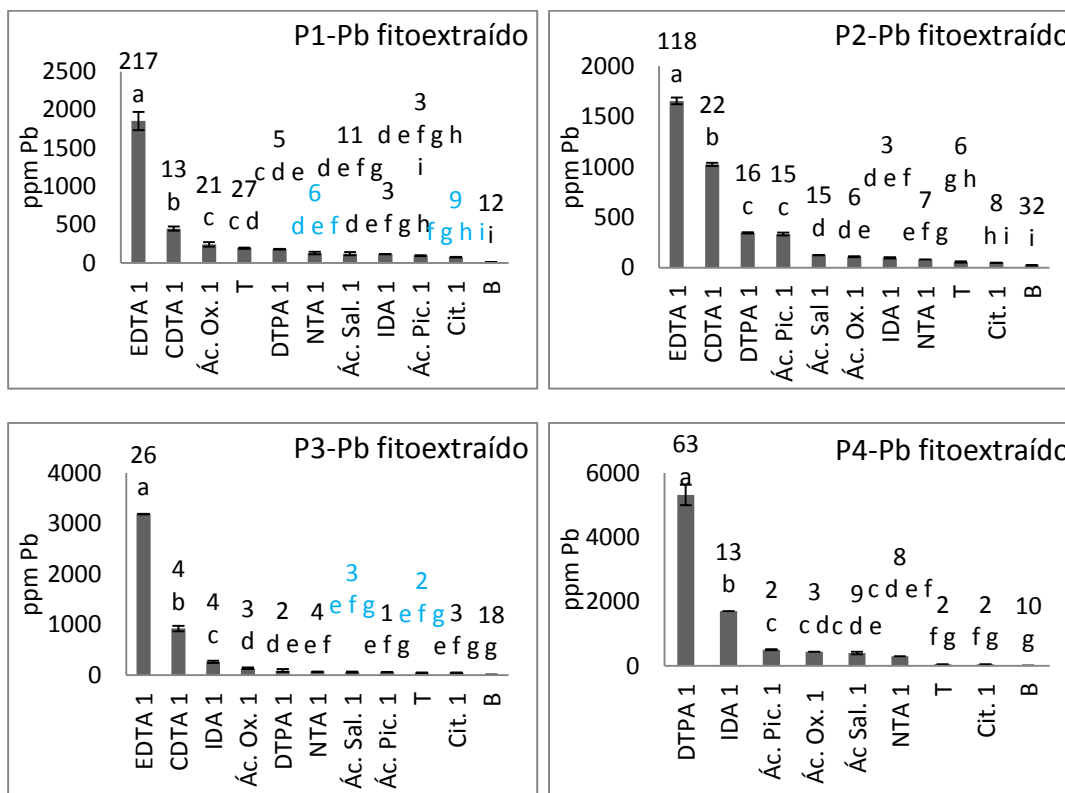 P1-Pb fitoextraído
ppm Pb
2500
2000
1500
1000
500
0
217
a
13
b
21
c
27
c d
5
c d e
6
d e f
11
d e f g
3
d e f g h
3
d e f g h
i
9
f g h i
12
i
EDTA 1
CDTA 1
Ác. Ox. 1
T
DTPA 1
NTA 1
Ác. Sal. 1
IDA 1
Ác. Pic. 1
Cit. 1
B
P2-Pb fitoextraído
ppm Pb
2000
1500
1000
500
0
118
a
22
b
16
c
15
c
15
d
6
d e
3
d e f
7
e f g
6
g h
8
h i
32
i
EDTA 1
CDTA 1
DTPA 1
Ác. Pic. 1
Ác. Sal 1
Ác. Ox. 1
IDA 1
NTA 1
T
Cit. 1
B
P3-Pb fitoextraído
ppm Pb
4000
3000
2000
1000
0
26
a
4
b
4
c
3
d
2
d e
4
e f
3
e f g
1
e f g
2
e f g
3
e f g
18
g
EDTA 1
CDTA 1
IDA 1
Ác. Ox. 1
DTPA 1
NTA 1
Ác. Sal. 1
Ác. Pic. 1
T
Cit. 1
B
P4-Pb fitoextraído
ppm Pb
6000
4000
2000
0
63
a
13
b
2
c
3
c d
9
c d e
8
c d e f
2
f g
2
f g
10
g
DTPA 1
IDA 1
Ác. Pic. 1
Ác. Ox. 1
Ác Sal. 1
NTA 1
T
Cit. 1
B